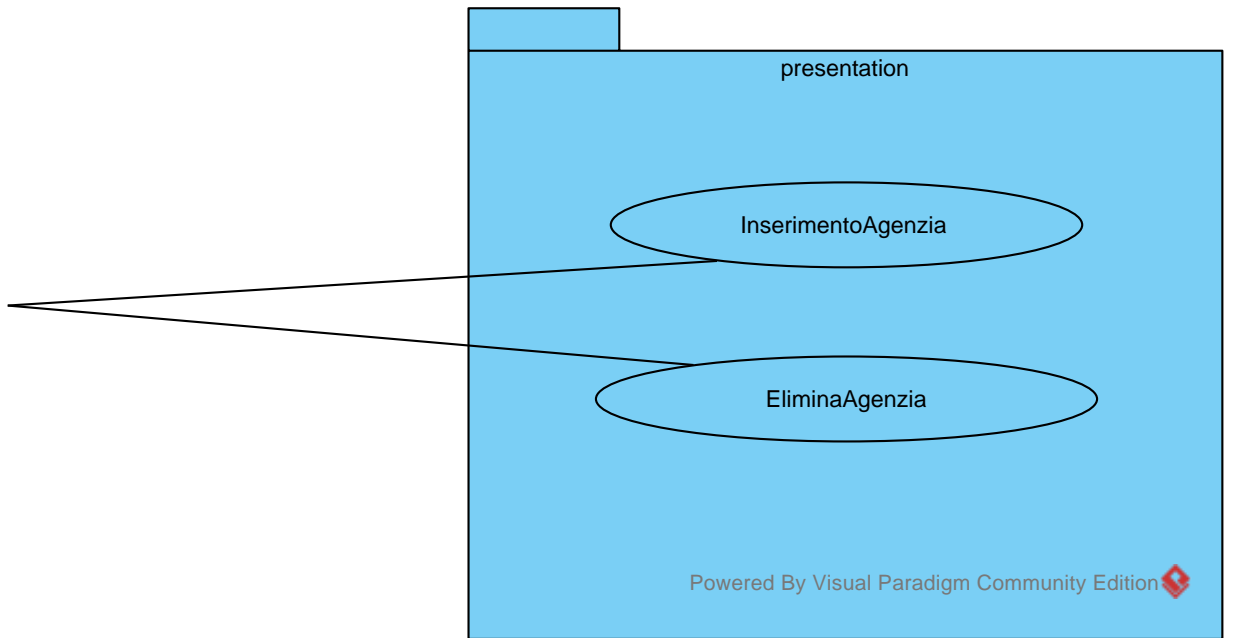 presentation
InserimentoAgenzia
EliminaAgenzia
Powered By Visual Paradigm Community Edition